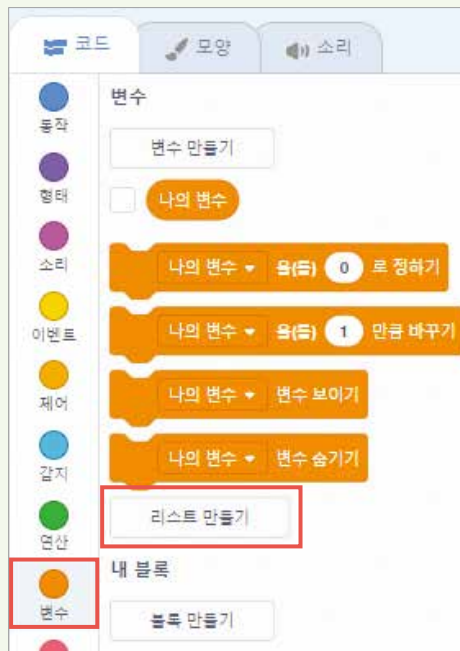 코드
모양
소리
동작
형태
소리
이벤트
제어
감지
연산
변수
변수
변수 만들기
나의 변수
나의 변수 을(를) 0 로 정하기
나의 변수 을(를) 1 만큼 바꾸기
나의 변수 변수 보이기
나의 변수 변수 숨기기
리스트 만들기
내 블록
블록 만들기